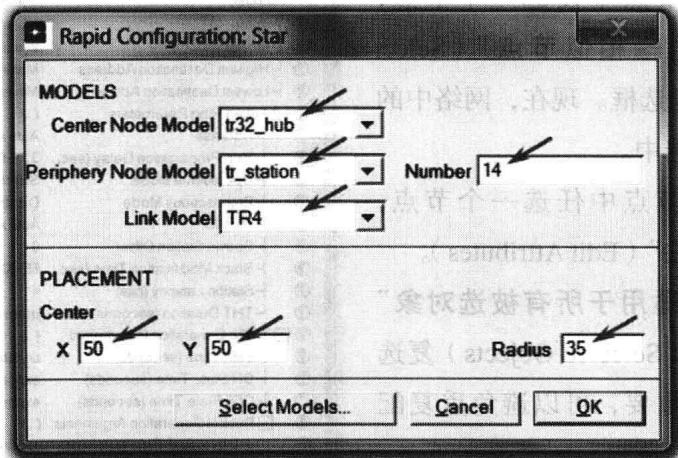 Rapid Configuration: Star
MODELS
Center Node Model tr32_hub
Periphery Node Model tr_station Number 14
Link Model TR4
PLACEMENT
Center
X 50 Y 50 Radius 35
Select Models... Cancel OK